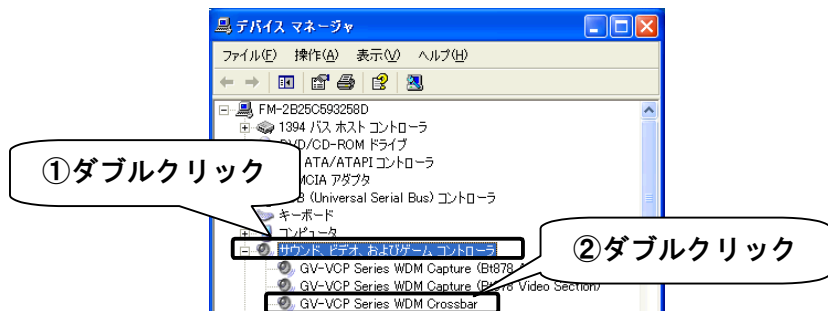 デバイス マネージャ
ファイル(F) 操作(A) 表示(V) ヘルプ(H)
FM-2B25C593258D
1394 バス ホスト コントローラ
DVD/CD-ROM ドライブ
ATA/ATAPI コントローラ
①ダブルクリック
アダプタ
(Universal Serial Bus) コントローラ
キーボード
コンピュータ
サウンド、ビデオ、およびゲーム コントローラ
②ダブルクリック
GV-VCP Series WDM Capture (Bt878
GV-VCP Series WDM Capture (Bt878 Video Section)
GV-VCP Series WDM Crossbar